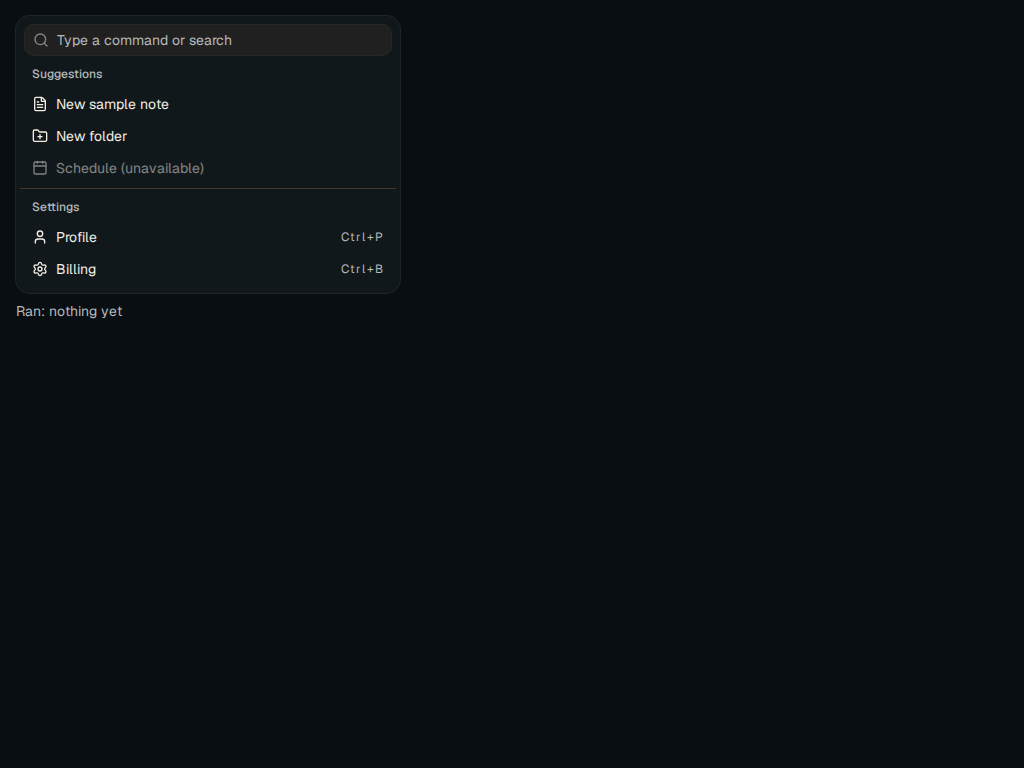 Type a command or search
Suggestions
New sample note
New folder
Schedule (unavailable)
Settings
Profile Ctrl+P
Billing Ctrl+B
Ran: nothing yet